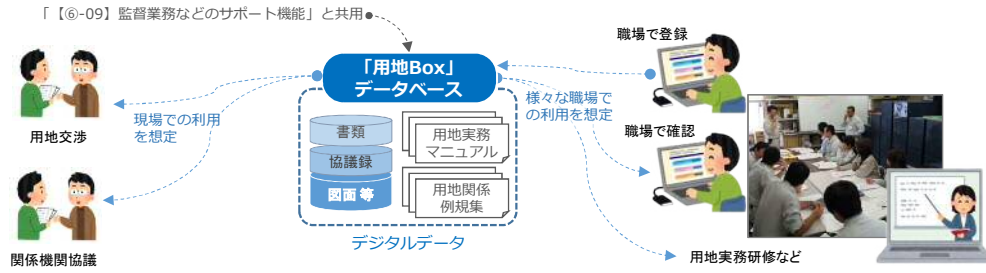 「【⑥-09】監督業務などのサポート機能」と共用
職場で登録
「用地Box」
データベース
現場での利用
を想定
様々な職場で
の利用を想定
用地交渉
書類
協議録
図面 等
用地実務
マニュアル
用地関係
例規集
職場で確認
デジタルデータ
関係機関協議
用地実務研修など